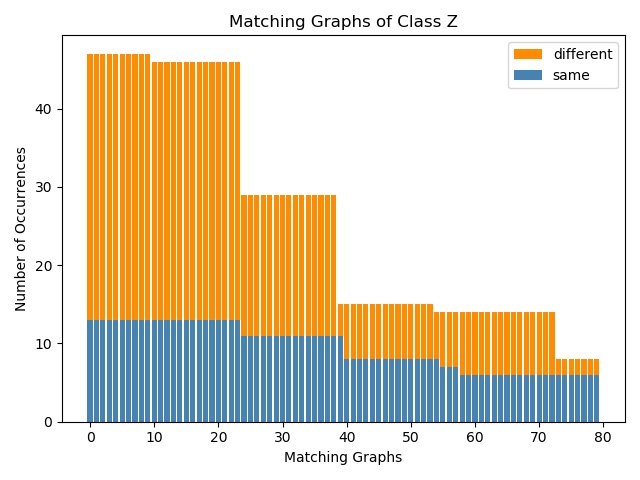 Matching Graphs of Class Z
different
same
Number of Occurrences
40
30
20
10
0
0 10 20 30 40 50 60 70 80
Matching Graphs